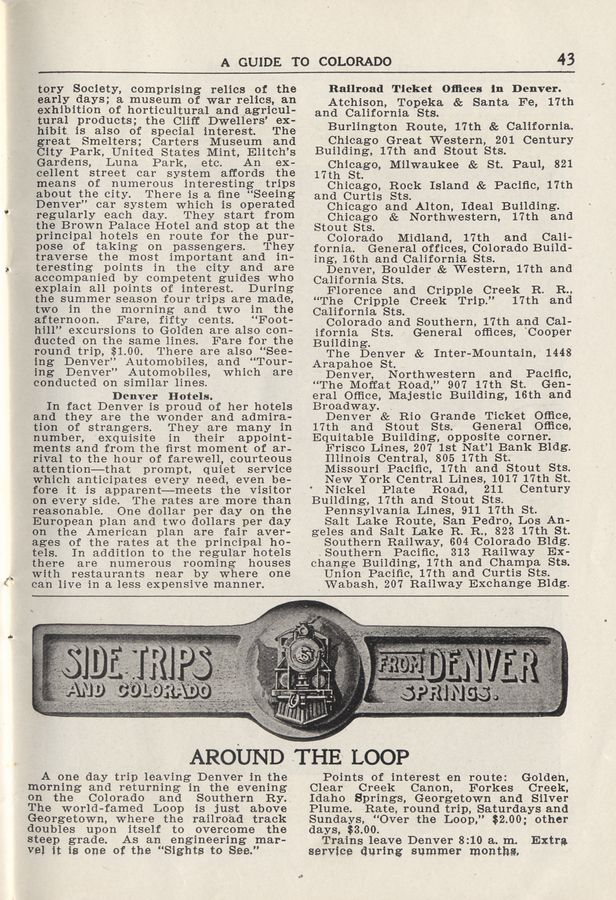 A GUIDE TO COLORADO
43
tory Society, comprising relics of the
early days; a museum of war relics, an
exhibition of horticultural and agricul-
tural products; the Cliff Dwellers' ex-
hibit is also of special interest. The
great Smelters; Carters Museum and
City Park, United States Mint, Elitch's
Gardens, Luna Park, etc. An ex-
cellent street car system affords the
means of numerous interesting trips
about the city. There is a fine "Seeing
Denver" car system which is operated
regularly each day. They start from
the Brown Palace Hotel and stop at the
principal hotels en route for the pur-
pose of taking on passengers. They
traverse the most important and in-
teresting points in the city and are
accompanied by competent guides who
explain all points of interest. During
the summer season four trips are made,
two in the morning and two in the
afternoon. Fare, fifty cents. "Foot-
hill" excursions to Golden are also con-
ducted on the same lines. Fare for the
round trip, $1.00. There are also "See-
ing Denver" Automobiles, and "Tour-
ing Denver" Automobiles, which are
conducted on similar lines.
Denver Hotels.
In fact Denver is proud of her hotels
and they are the wonder and admira-
tion of strangers. They are many in
number, exquisite in their appoint-
ments and from the first moment of ar-
rival to the hour of farewell, courteous
attention—that prompt, quiet service
which anticipates every need, even be-
fore it is apparent—meets the visitor
on every side. The rates are more than
reasonable. One dollar per day on the
European plan and two dollars per day
on the American plan are fair aver-
ages of the rates at the principal ho-
tels. In addition to the regular hotels
there are numerous rooming houses
with restaurants near by where one
can live in a less expensive manner.
Railroad Ticket Offices in Denver.
Atchison, Topeka & Santa Fe, 17th
and California Sts.
Burlington Route, 17th & California.
Chicago Great Western, 201 Century
Building, 17th and Stout Sts.
Chicago, Milwaukee & St. Paul, 821
17th St.
Chicago, Rock Island & Pacific, 17th
and Curtis Sts.
Chicago and Alton, Ideal Building.
Chicago & Northwestern, 17th and
Stout Sts.
Colorado Midland, 17th and Cali-
fornia. General offices, Colorado Build-
ing, 16th and California Sts.
Denver, Boulder & Western, 17th and
California Sts.
Florence and Cripple Creek R. R.,
"The Cripple Creek Trip." 17th and
California Sts.
Colorado and Southern, 17th and Cal-
ifornia Sts. General offices, Cooper
Building.
The Denver & Inter-Mountain, 1448
Arapahoe St.
Denver, Northwestern and Pacific,
"The Moffat Road," 907 17th St. Gen-
eral Office, Majestic Building, 16th and
Broadway.
Denver & Rio Grande Ticket Office,
17th and Stout Sts. General Office,
Equitable Building, opposite corner.
Frisco Lines, 207 1st Nat'l Bank Bldg.
Illinois Central, 805 17th St.
Missouri Pacific, 17th and Stout Sts.
New York Central Lines, 1017 17th St.
Nickel Plate Road, 211 Century
Building, 17th and Stout Sts.
Pennsylvania Lines, 911 17th St.
Salt Lake Route, San Pedro, Los An-
geles and Salt Lake R. R., 823 17th St.
Southern Railway, 604 Colorado Bldg.
Southern Pacific, 313 Railway Ex-
change Building, 17th and Champa Sts.
Union Pacific, 17th and Curtis Sts.
Wabash, 207 Railway Exchange Bldg.
SIDE TRIPS FROM DENVER
AND COLORADO SPRINGS.
AROUND THE LOOP
A one day trip leaving Denver in the
morning and returning in the evening
on the Colorado and Southern Ry.
The world-famed Loop is just above
Georgetown, where the railroad track
doubles upon itself to overcome the
steep grade. As an engineering mar-
vel it is one of the "Sights to See."
Points of interest en route: Golden,
Clear Creek Canon, Forkes Creek,
Idaho Springs, Georgetown and Silver
Plume. Rate, round trip, Saturdays and
Sundays, "Over the Loop," $2.00; other
days, $3.00.
Trains leave Denver 8:10 a. m. Extra
service during summer months.